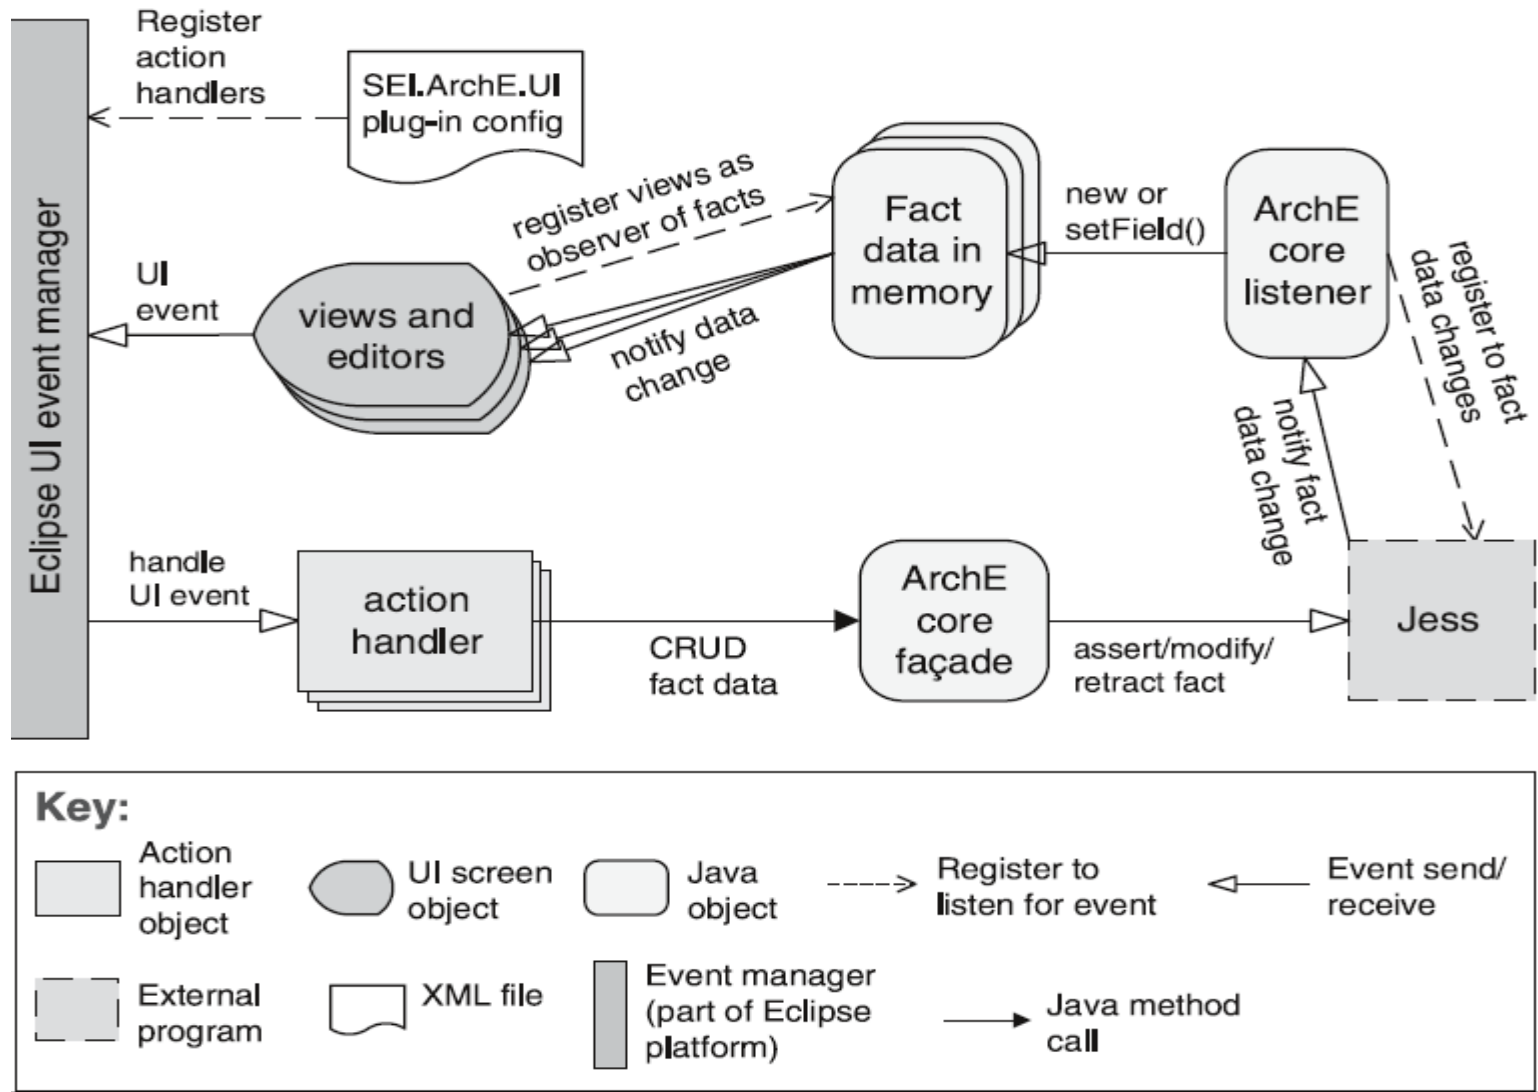 Register
action
handlers
SEI.ArchE.UI
plug-in config
register views as
observer of facts
Fact
data in
memory
new or
setField()
ArchE
core
listener
register to fact
data changes
Eclipse UI event manager
UI
event
views and
editors
notify data
change
notify fact
data change
handle
UI event
action
handler
CRUD
fact data
ArchE
core
façade
assert/modify/
retract fact
Jess
Key:
Action
handler
object
UI screen
object
Java
object
Register to
listen for event
Event send/
receive
External
program
XML file
Event manager
(part of Eclipse
platform)
Java method
call